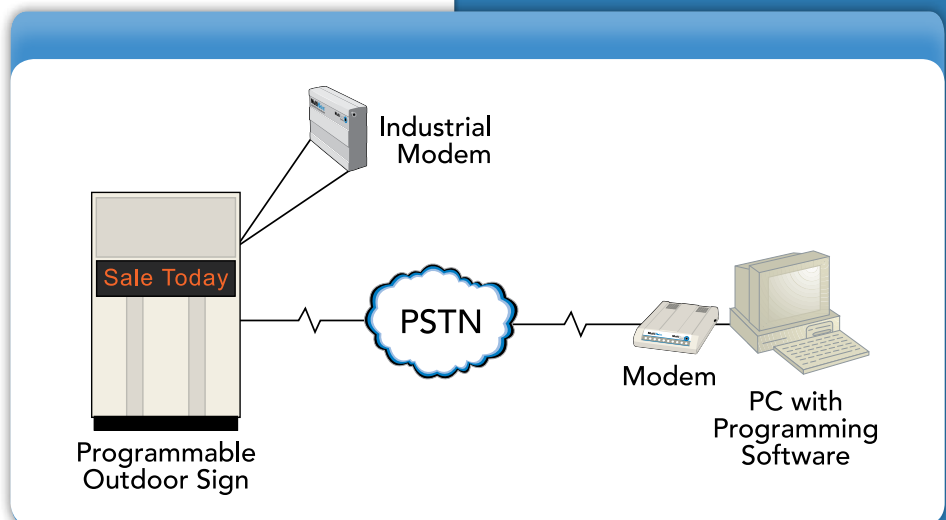 Industrial
Modem
Sale Today
PSTN
Modem
PC with
Programming
Software
Programmable
Outdoor Sign